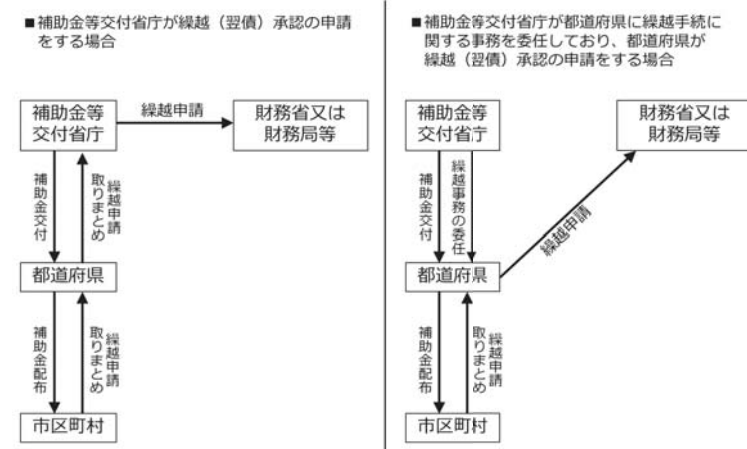 ■補助金等交付省庁が繰越（翌債）承認の申請
をする場合
補助金等
交付省庁
繰越申請
財務省又は
財務局等
補助金交付
繰越申請
取りまとめ
都道府県
補助金配布
繰越申請
取りまとめ
市区町村
■補助金等交付省庁が都道府県に繰越手続に
関する事務を委任しており、都道府県が
繰越（翌債）承認の申請をする場合
補助金等
交付省庁
財務省又は
財務局等
補助金交付
繰越事務の委任
繰越申請
都道府県
補助金配布
繰越申請
取りまとめ
市区町村